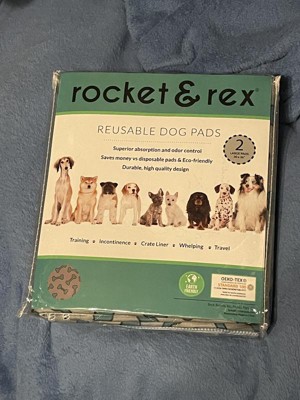 rocket & rex
REUSABLE DOG PADS
Superior absorption and odor control
Saves money vs disposable pads & Eco-friendly
Durable, high quality design
2
Training Incontinence Crate Liner Whelping Travel
EARTH
FRIENDLY
OEKO-TEX®
STANDARD 100